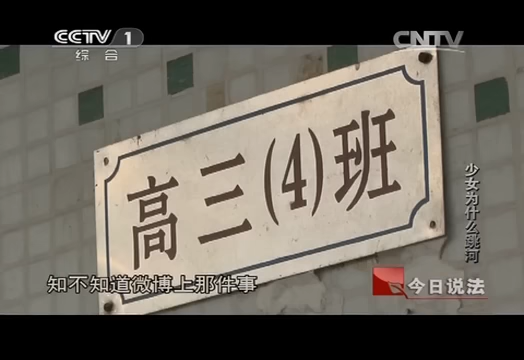 CCTV 1
综合
CNTV
高三(4)班
少女为什么跳河
知不知道微博上那件事
今日说法